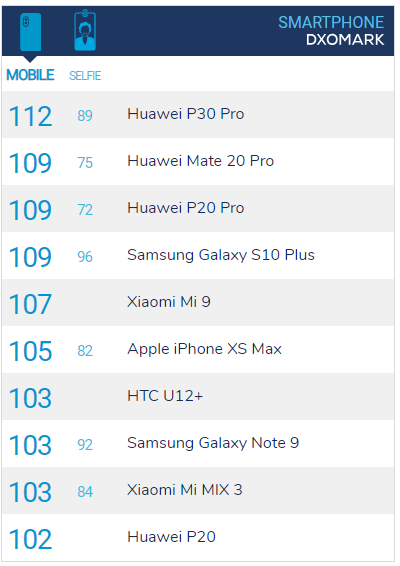 SMARTPHONE
DXOMARK
MOBILE SELFIE
112 89 Huawei P30 Pro
109 75 Huawei Mate 20 Pro
109 72 Huawei P20 Pro
109 96 Samsung Galaxy S10 Plus
107 Xiaomi Mi 9
105 82 Apple iPhone XS Max
103 HTC U12+
103 92 Samsung Galaxy Note 9
103 84 Xiaomi Mi MIX 3
102 Huawei P20